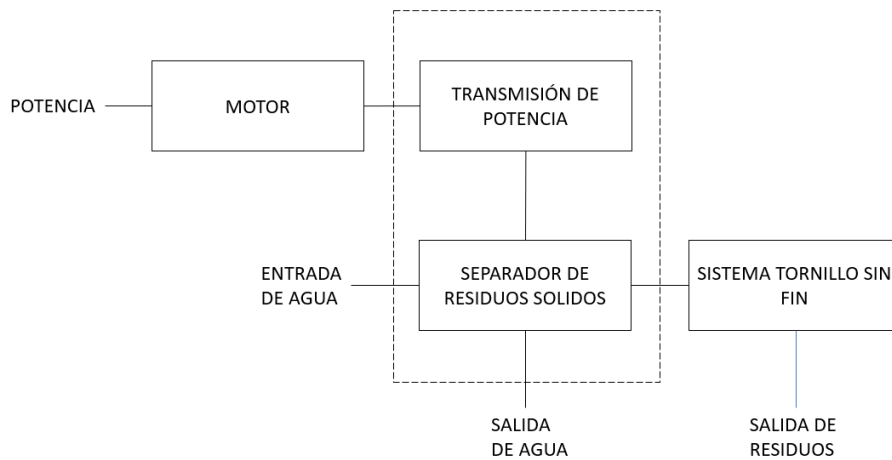 POTENCIA
MOTOR
TRANSMISIÓN DE
POTENCIA
ENTRADA
DE AGUA
SEPARADOR DE
RESIDUOS SOLIDOS
SISTEMA TORNILLO SIN
FIN
SALIDA
DE AGUA
SALIDA DE
RESIDUOS